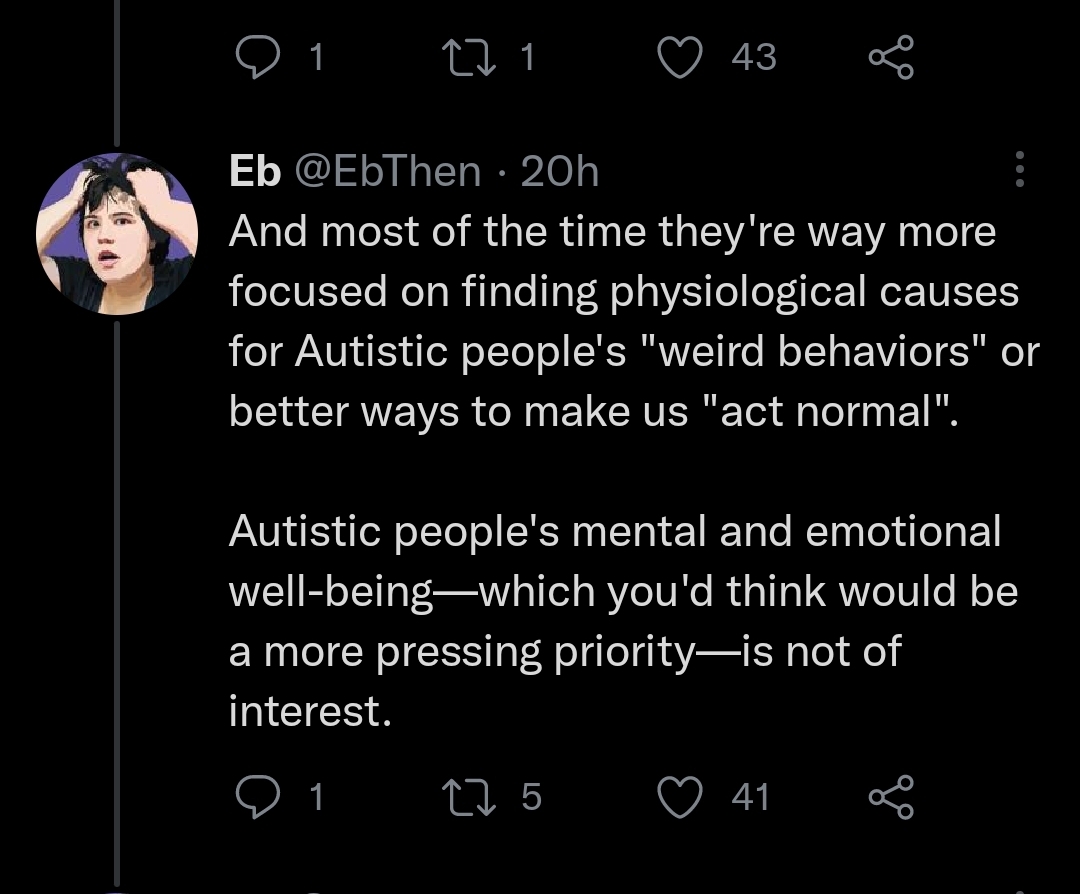 1 1 43
Eb @EbThen · 20h
And most of the time they're way more
focused on finding physiological causes
for Autistic people's "weird behaviors" or
better ways to make us "act normal".
Autistic people's mental and emotional
well-being—which you'd think would be
a more pressing priority—is not of
interest.
1 5 41